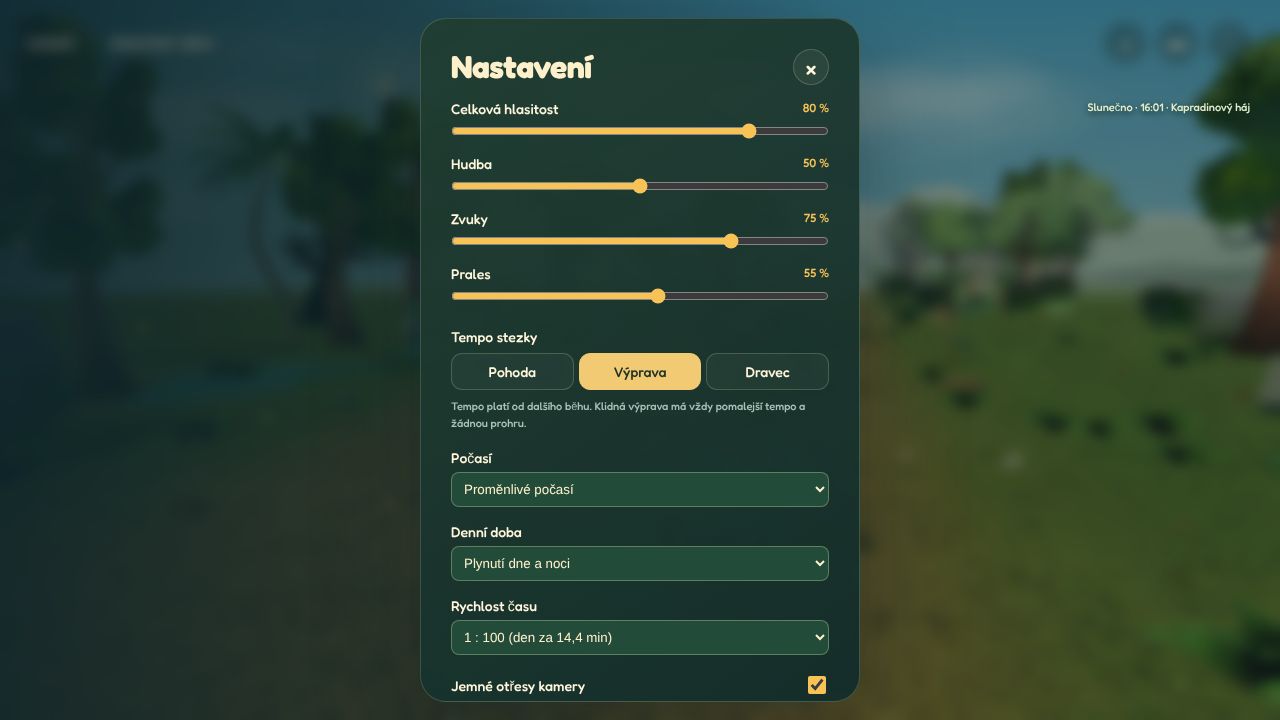 Nastavení
×
Slunečno · 16:01 · Kapradinový háj
Celková hlasitost 80 %
Hudba 50 %
Zvuky 75 %
Prales 55 %
Tempo stezky
Pohoda Výprava Dravec
Tempo platí od dalšího běhu. Klidná výprava má vždy pomalejší tempo a
žádnou prohru.
Počasí
Proměnlivé počasí
Denní doba
Plynutí dne a noci
Rychlost času
1 : 100 (den za 14,4 min)
Jemné otřesy kamery